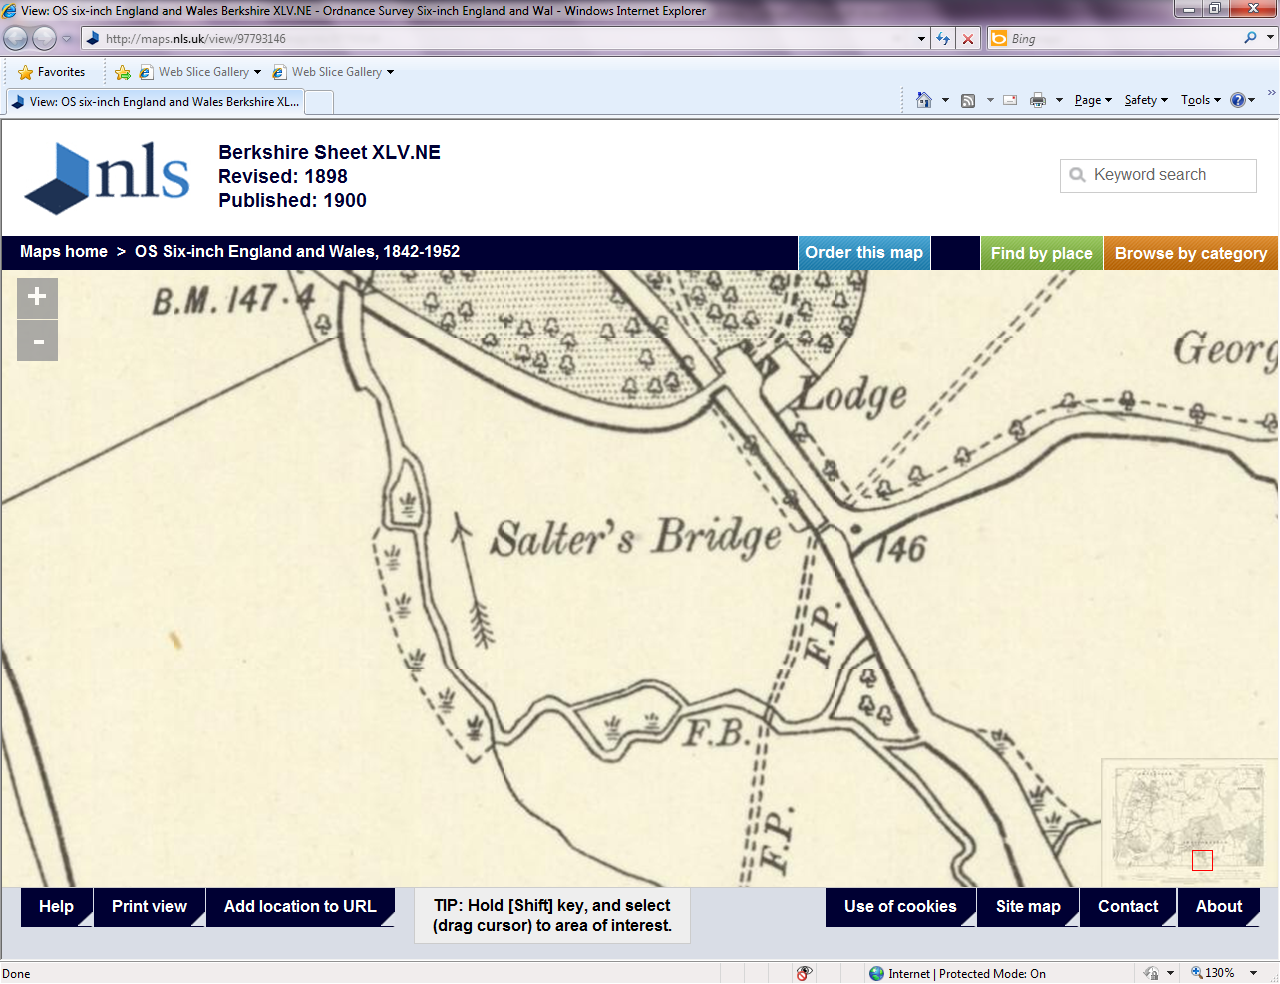 View: OS six-inch England and Wales Berkshire XLV.NE - Ordnance Survey Six-inch England and Wal - Windows Internet Explorer
http://maps.nls.uk/view/97793146
Bing
Favorites
Web Slice Gallery
Web Slice Gallery
View: OS six-inch England and Wales Berkshire XL...
Page
Safety
Tools
nls
Berkshire Sheet XLV.NE
Revised: 1898
Published: 1900
Keyword search
Maps home > OS Six-inch England and Wales, 1842-1952
Order this map
Find by place
Browse by category
+
-
B.M. 147·4
Georg
Lodge
Salter's Bridge
146
F.P.
F.B.
F.P.
Help
Print view
Add location to URL
TIP: Hold [Shift] key, and select
(drag cursor) to area of interest.
Use of cookies
Site map
Contact
About
Done
Internet | Protected Mode: On
130%